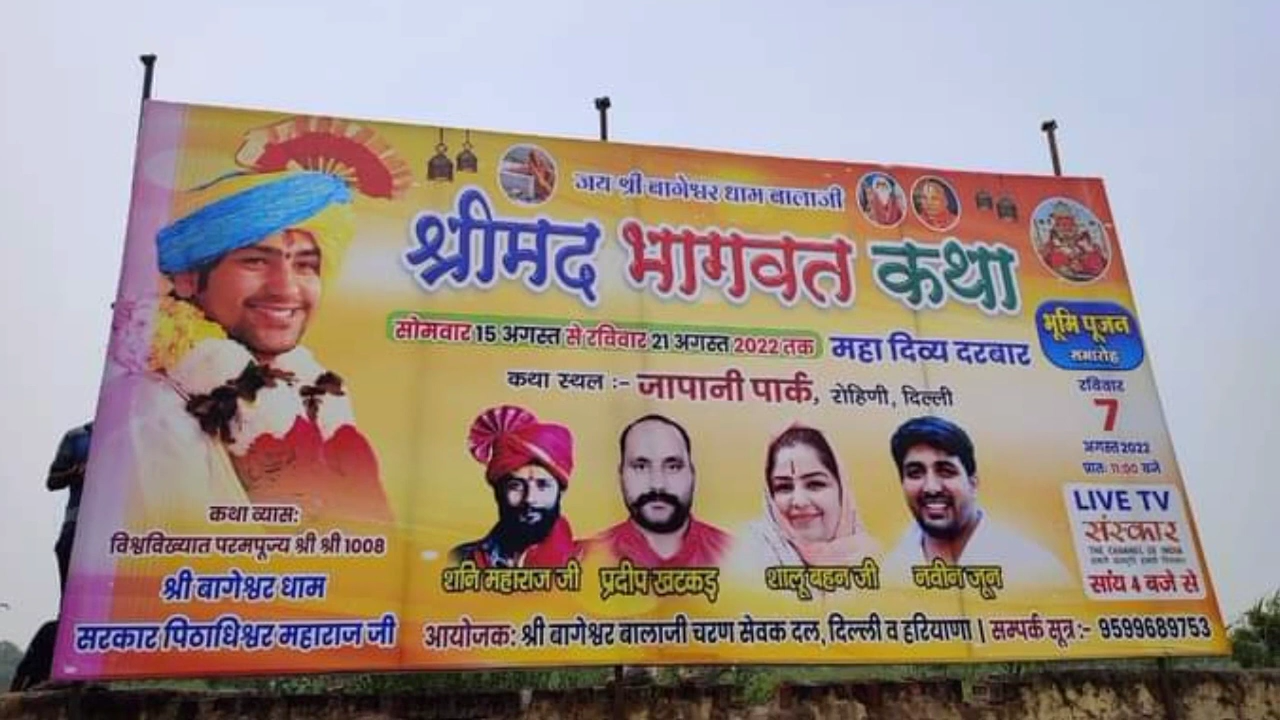 जय श्री बागेश्वर धाम बालाजी
श्रीमद भागवत कथा
सोमवार 15 अगस्त से रविवार 21 अगस्त 2022 तक महा दिव्य दरबार
कथा स्थल :- जापानी पार्क, रोहिणी, दिल्ली
भूमि पूजन
समारोह
रविवार
7
अगस्त 2022
प्रातः 11:00 बजे
LIVE TV
संस्कार
THE CHANNEL OF INDIA
सांय 4 बजे से
कथा व्यास:
विश्वविख्यात परमपूज्य श्री श्री 1008
श्री बागेश्वर धाम
सरकार पिठाधिश्वर महाराज जी
शनि महाराज जी प्रदीप खटकड़ शालू बहन जी नवीन जून
आयोजक: श्री बागेश्वर बालाजी चरण सेवक दल, दिल्ली व हरियाणा | सम्पर्क सूत्र :- 9599689753